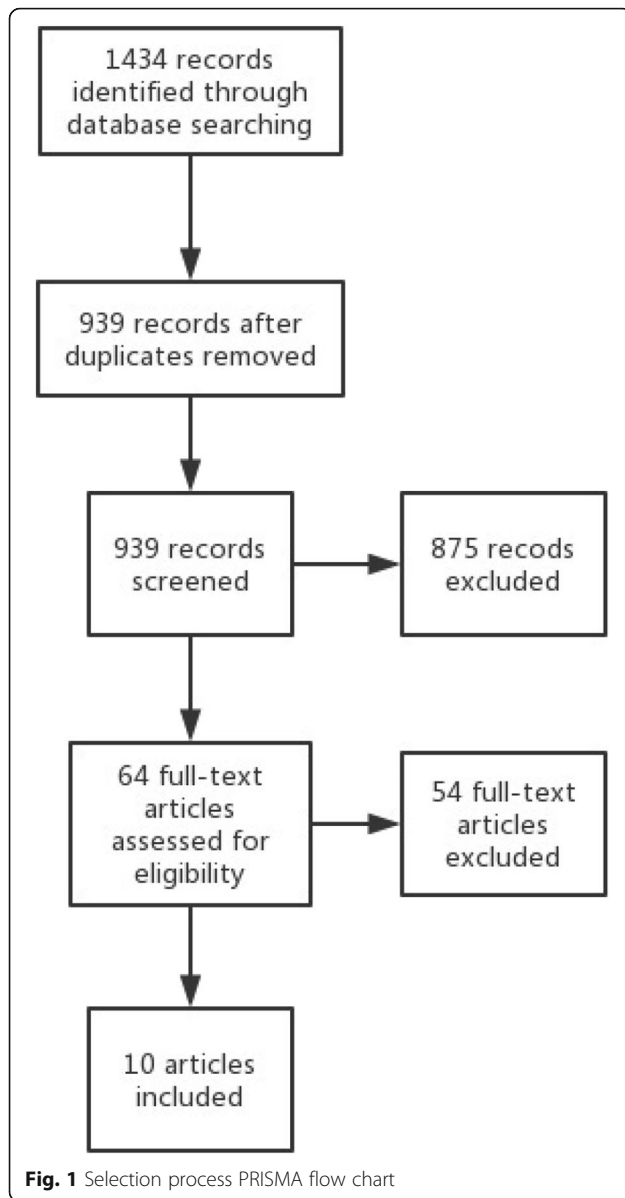 1434 records
identified through
database searching
939 records after
duplicates removed
939 records
screened
875 recods
excluded
64 full-text
articles
assessed for
eligibility
54 full-text
articles
excluded
10 articles
included
Fig. 1 Selection process PRISMA flow chart